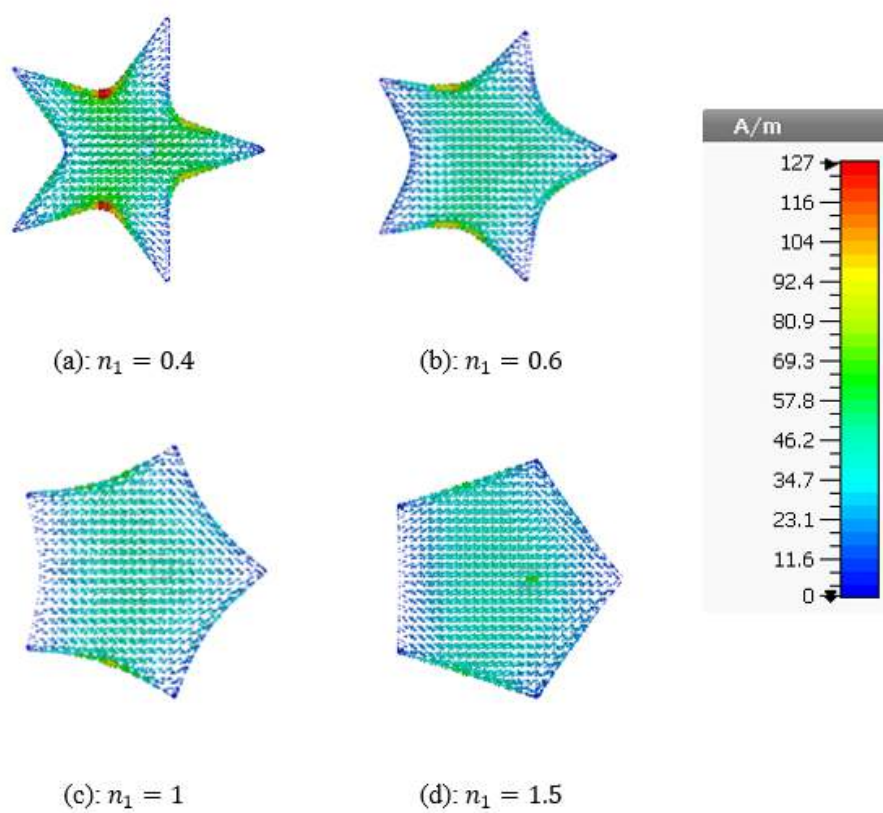 A/m
127
116
104
92.4
80.9
69.3
57.8
46.2
34.7
23.1
11.6
0
(a): n₁ = 0.4
(b): n₁ = 0.6
(c): n₁ = 1
(d): n₁ = 1.5